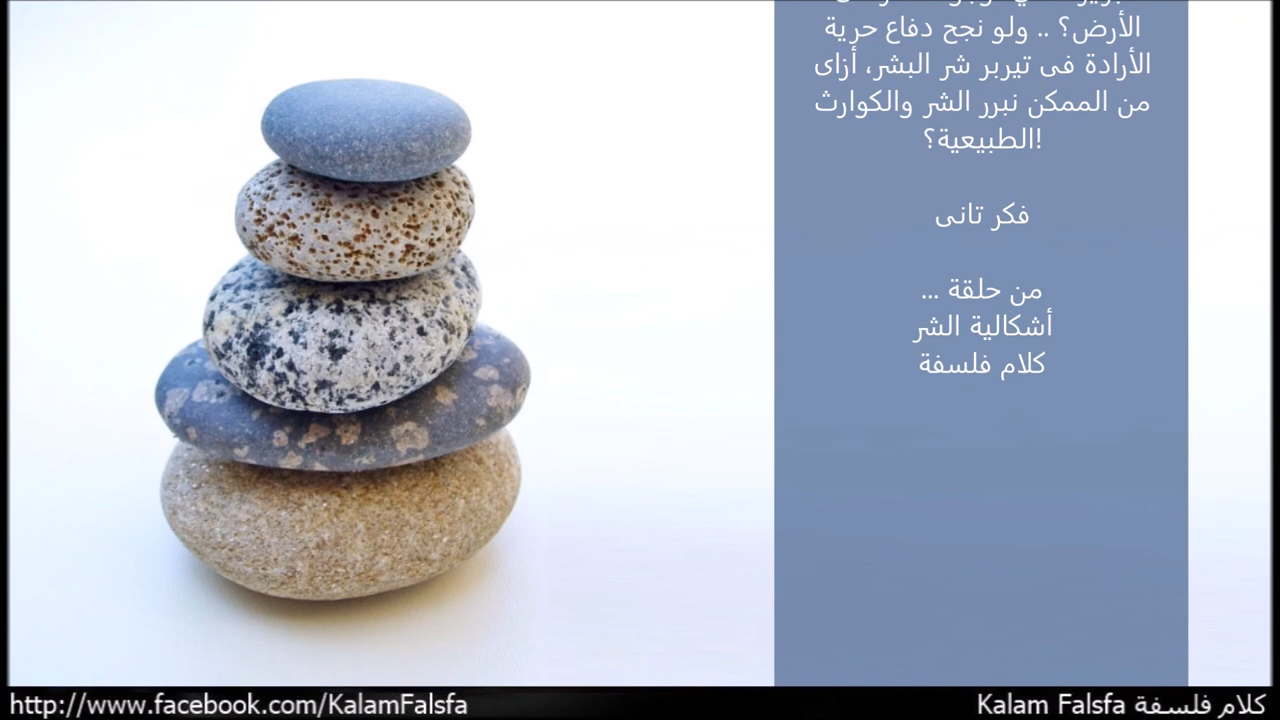 الأرض؟ .. ولو نجح دفاع حرية
الأرادة فى تيربر شر البشر، أزاى
من الممكن نبرر الشر والكوارث
الطبيعية؟!
فكر تانى
من حلقة ...
أشكالية الشر
كلام فلسفة
http://www.facebook.com/KalamFalsfa
Kalam Falsfa كلام فلسفة